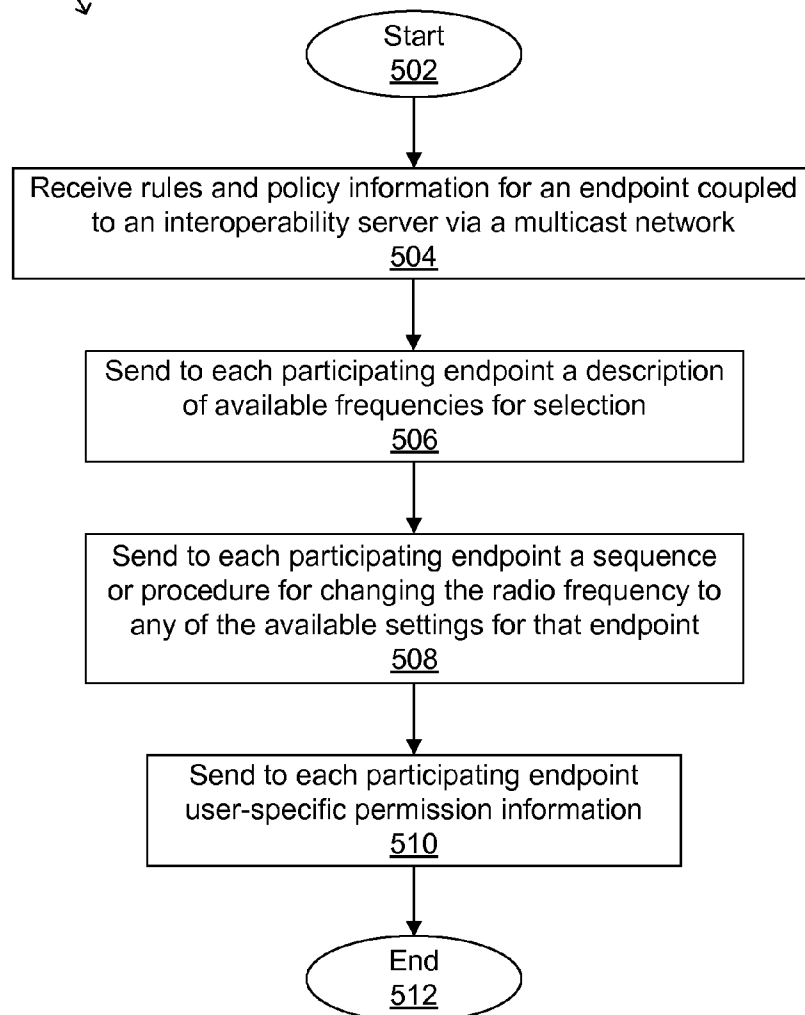 Start
502
Receive rules and policy information for an endpoint coupled
to an interoperability server via a multicast network
504
Send to each participating endpoint a description
of available frequencies for selection
506
Send to each participating endpoint a sequence
or procedure for changing the radio frequency to
any of the available settings for that endpoint
508
Send to each participating endpoint
user-specific permission information
510
End
512